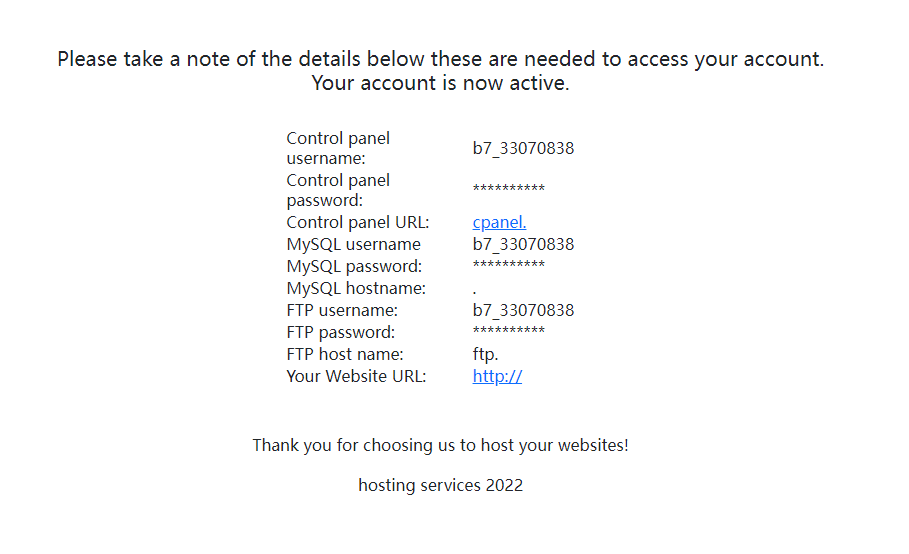 Please take a note of the details below these are needed to access your account.
Your account is now active.
Control panel username: b7_33070838
Control panel password: **********
Control panel URL: cpanel.
MySQL username b7_33070838
MySQL password: **********
MySQL hostname: .
FTP username: b7_33070838
FTP password: **********
FTP host name: ftp.
Your Website URL: http://
Thank you for choosing us to host your websites!
hosting services 2022